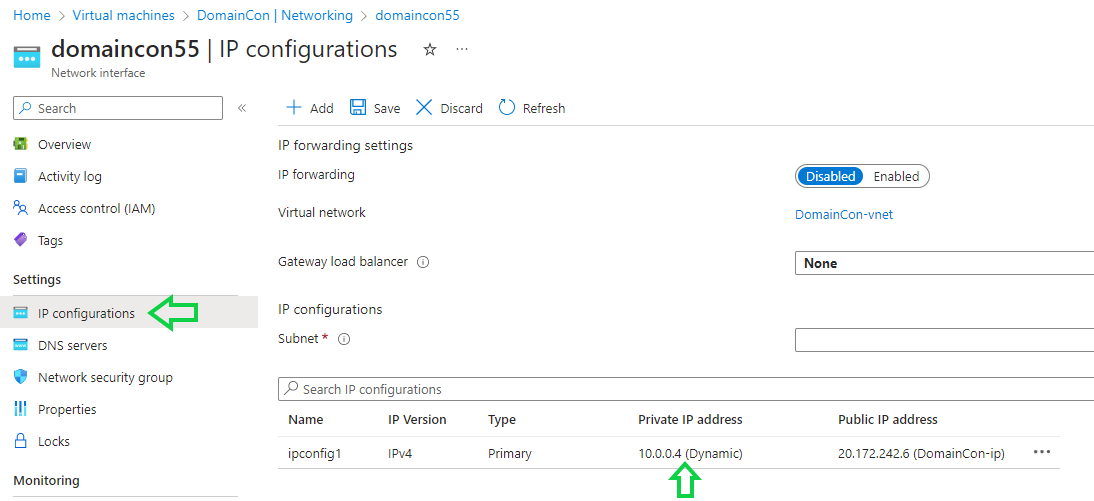 Home > Virtual machines > DomainCon | Networking > domaincon55
domaincon55 | IP configurations
Network interface
Search
Add Save Discard Refresh
Overview
Activity log
Access control (IAM)
Tags
Settings
IP configurations
DNS servers
Network security group
Properties
Locks
Monitoring
IP forwarding settings
IP forwarding Disabled Enabled
Virtual network DomainCon-vnet
Gateway load balancer None
IP configurations
Subnet *
Search IP configurations
Name IP Version Type Private IP address Public IP address
ipconfig1 IPv4 Primary 10.0.0.4 (Dynamic) 20.172.242.6 (DomainCon-ip)